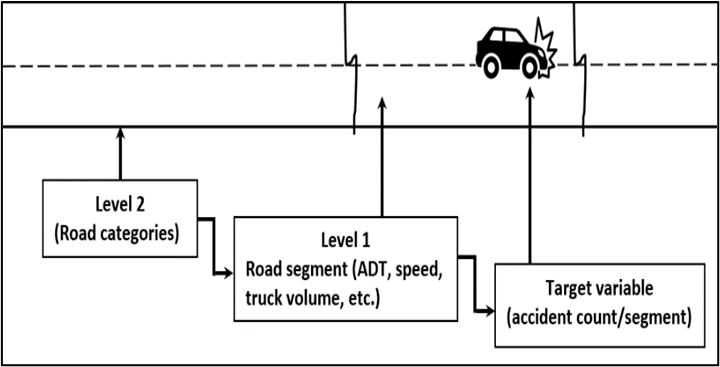 Level 2
(Road categories)
Level 1
Road segment (ADT, speed,
truck volume, etc.)
Target variable
(accident count/segment)